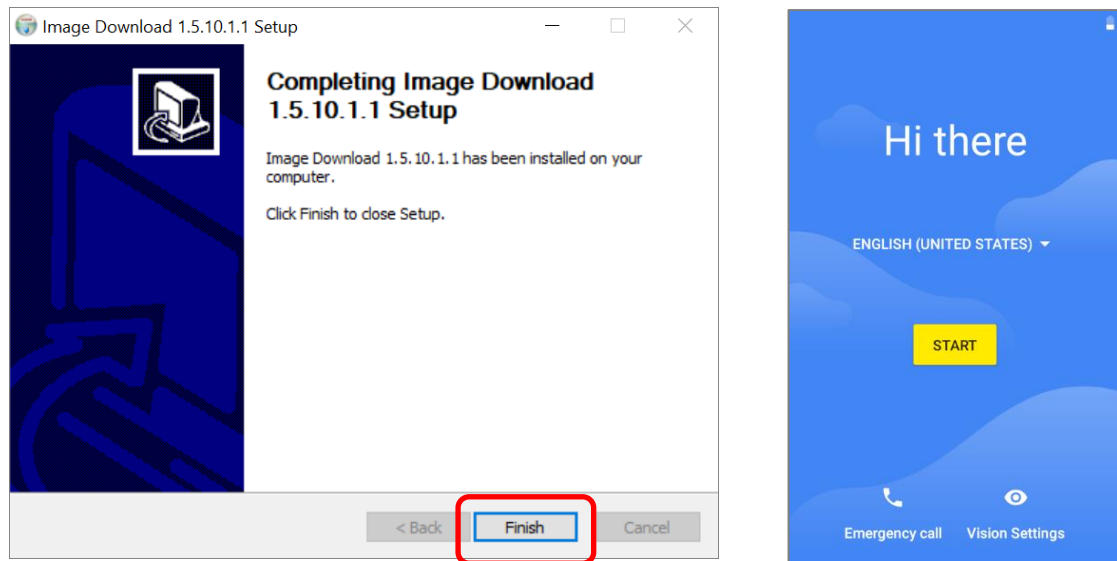 Image Download 1.5.10.1.1 Setup
Completing Image Download
1.5.10.1.1 Setup
Image Download 1.5.10.1.1 has been installed on your
computer.
Click Finish to close Setup.
< Back
Finish
Cancel
Hi there
ENGLISH (UNITED STATES)
START
Emergency call
Vision Settings